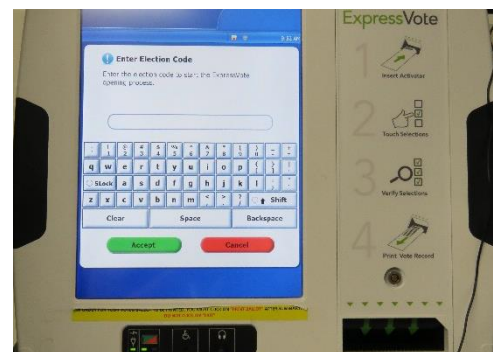 ExpressVote
Enter Election Code
Enter the election code to start the ExpressVote
opening process.
q w e r t y u i o p
a s d f g h j k l
z x c v b n m Shift
Clear Space Backspace
Accept Cancel
1
Insert Activator
2
Touch Selections
3
Verify Selections
4
Print Vote Record